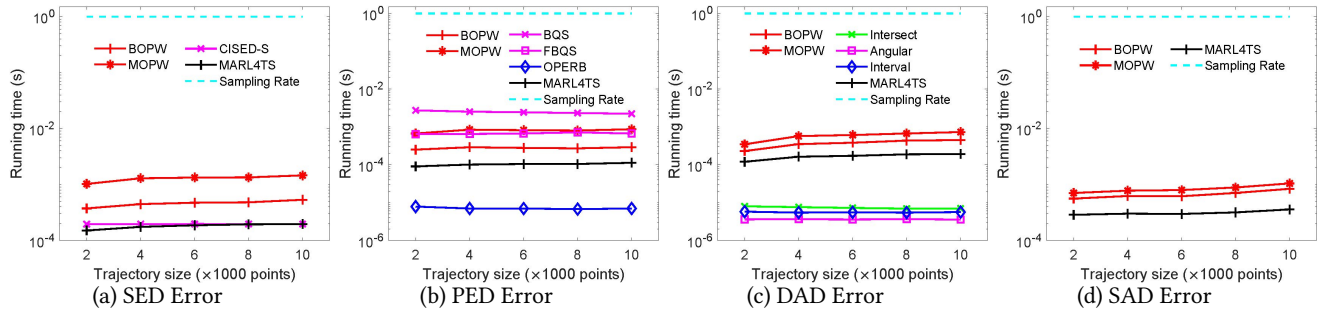 Running time (s)
10^0
10^-2
10^-4
BOPW
MOPW
CISED-S
MARL4TS
Sampling Rate
2 4 6 8 10
Trajectory size (×1000 points)
(a) SED Error
Running time (s)
10^0
10^-2
10^-4
10^-6
BOPW
MOPW
BQS
FBQS
OPERB
MARL4TS
Sampling Rate
2 4 6 8 10
Trajectory size (×1000 points)
(b) PED Error
Running time (s)
10^0
10^-2
10^-4
10^-6
BOPW
MOPW
Intersect
Angular
Interval
MARL4TS
Sampling Rate
2 4 6 8 10
Trajectory size (×1000 points)
(c) DAD Error
Running time (s)
10^0
10^-2
10^-4
BOPW
MOPW
MARL4TS
Sampling Rate
2 4 6 8 10
Trajectory size (×1000 points)
(d) SAD Error